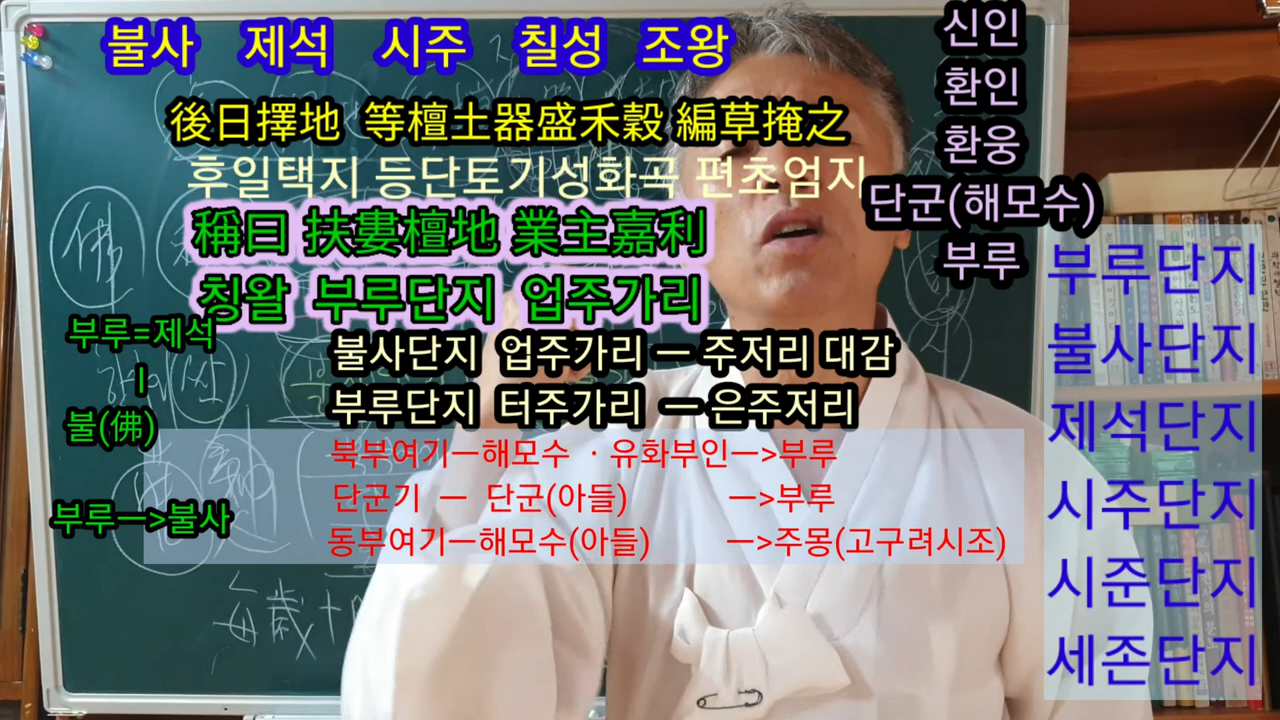 불사 제석 시주 칠성 조왕
後日擇地 等檀土器盛禾穀 編草掩之
후일택지 등단토기성화곡 편초엄지
稱曰 扶婁檀地 業主嘉利
칭왈 부루단지 업주가리
부루=제석
|
불(佛)
부루ㅡ>불사
불사단지 업주가리 ㅡ 주저리 대감
부루단지 터주가리 ㅡ 은주저리
북부여기ㅡ해모수 ㆍ유화부인ㅡ>부루
단군기 ㅡ 단군(아들) ㅡ>부루
동부여기ㅡ해모수(아들) ㅡ>주몽(고구려시조)
신인
환인
환웅
단군(해모수)
부루
부루단지
불사단지
제석단지
시주단지
시준단지
세존단지
佛
每歲十